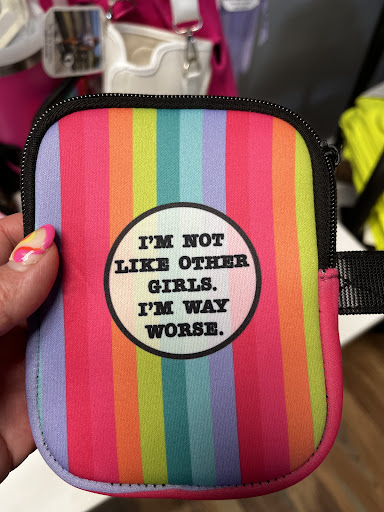 I'M NOT
LIKE OTHER
GIRLS.
I'M WAY
WORSE.